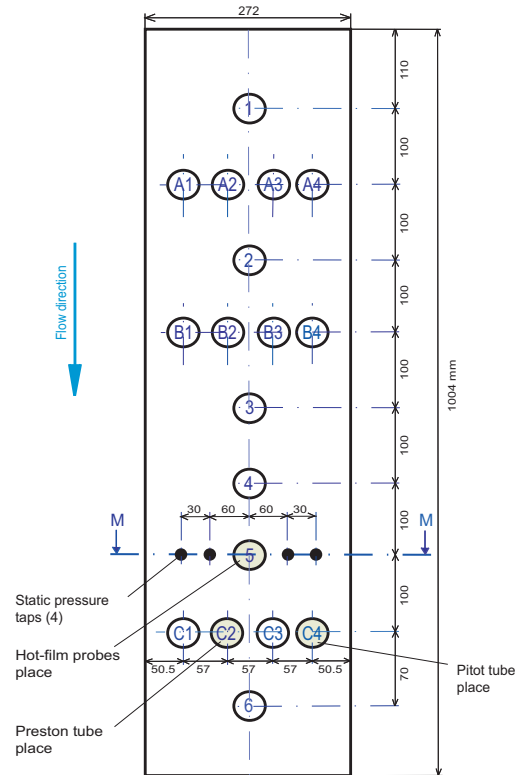 272
110
1
100
A1 A2 A3 A4
100
2
100
Flow direction
B1 B2 B3 B4
100
1004 mm
3
100
4
100
30 60 60 30
M M
5
100
Static pressure
taps (4)
C1 C2 C3 C4
Hot-film probes
place
50.5 57 57 57 50.5
70
Pitot tube
place
6
Preston tube
place